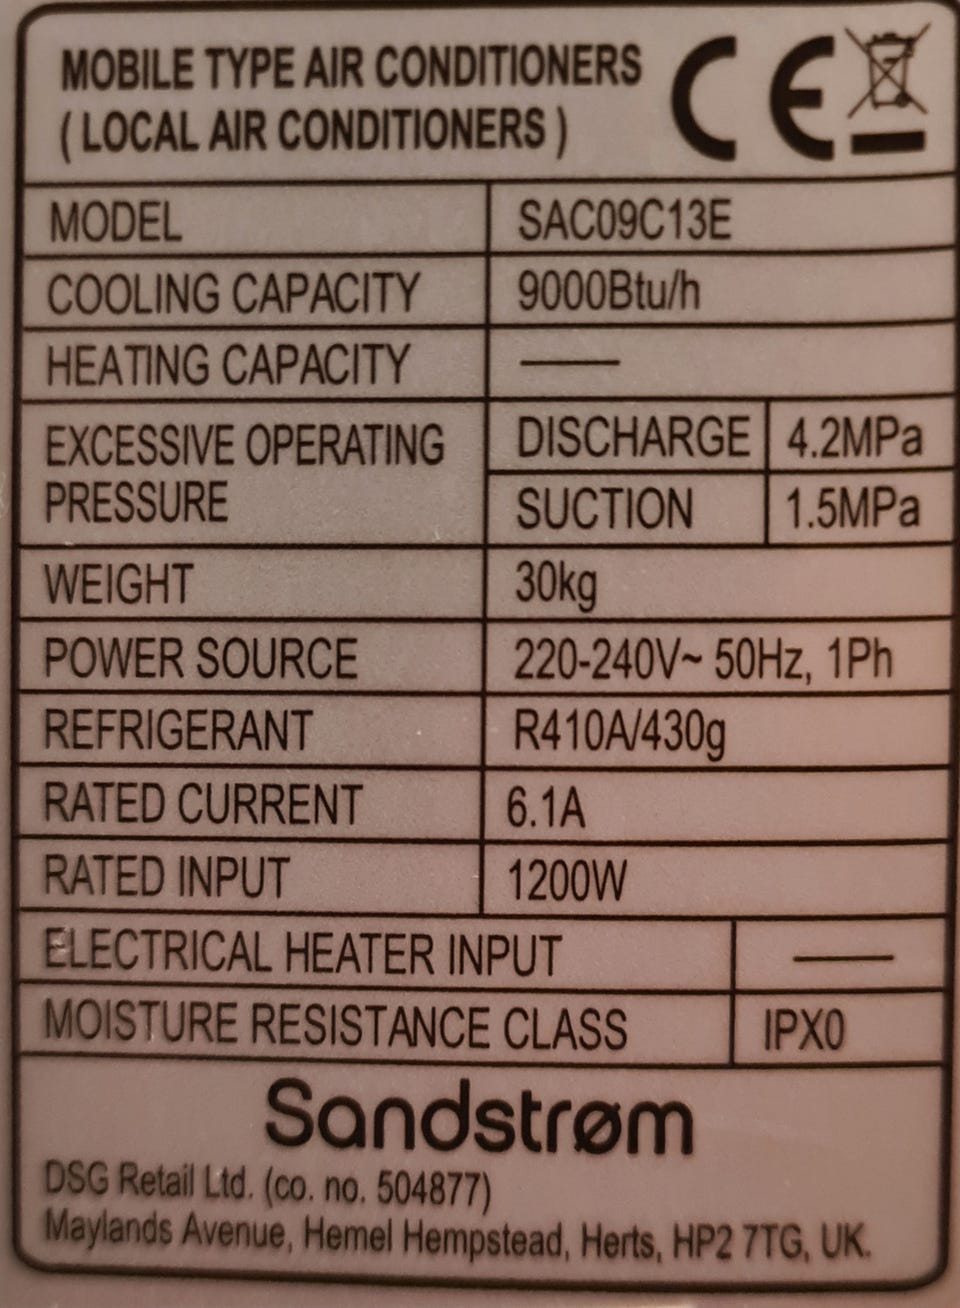 MOBILE TYPE AIR CONDITIONERS
( LOCAL AIR CONDITIONERS )
CE
MODEL SAC09C13E
COOLING CAPACITY 9000Btu/h
HEATING CAPACITY ——
EXCESSIVE OPERATING PRESSURE
DISCHARGE 4.2MPa
SUCTION 1.5MPa
WEIGHT 30kg
POWER SOURCE 220-240V~ 50Hz, 1Ph
REFRIGERANT R410A/430g
RATED CURRENT 6.1A
RATED INPUT 1200W
ELECTRICAL HEATER INPUT ——
MOISTURE RESISTANCE CLASS IPX0
Sandstrøm
DSG Retail Ltd. (co. no. 504877)
Maylands Avenue, Hemel Hempstead, Herts, HP2 7TG, UK.